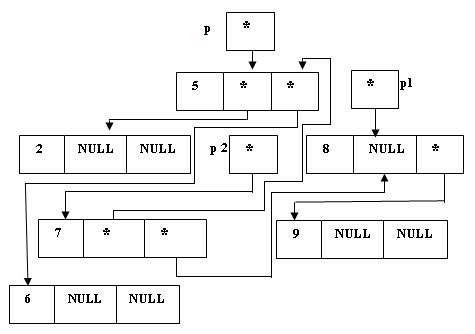 p *
5 * *
* p1
2 NULL NULL
p 2 *
8 NULL *
7 * *
9 NULL NULL
6 NULL NULL